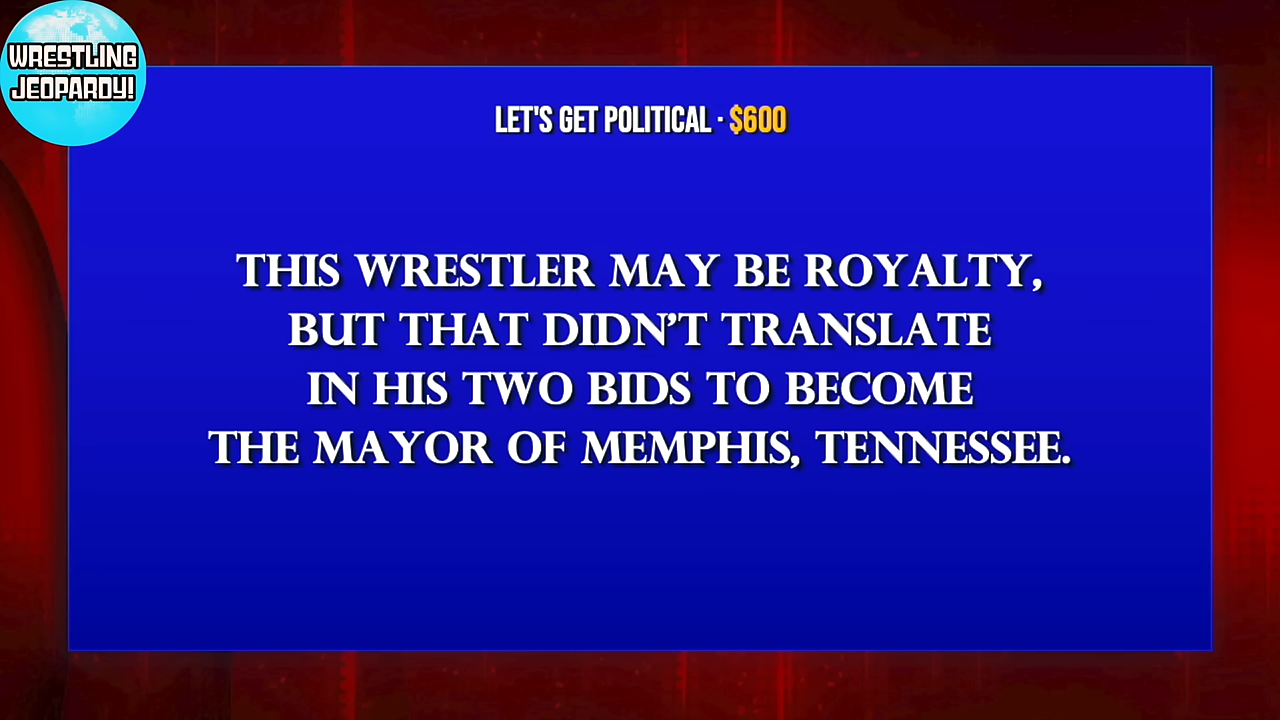 WRESTLING
JEOPARDY!
LET'S GET POLITICAL · $600
THIS WRESTLER MAY BE ROYALTY,
BUT THAT DIDN’T TRANSLATE
IN HIS TWO BIDS TO BECOME
THE MAYOR OF MEMPHIS, TENNESSEE.